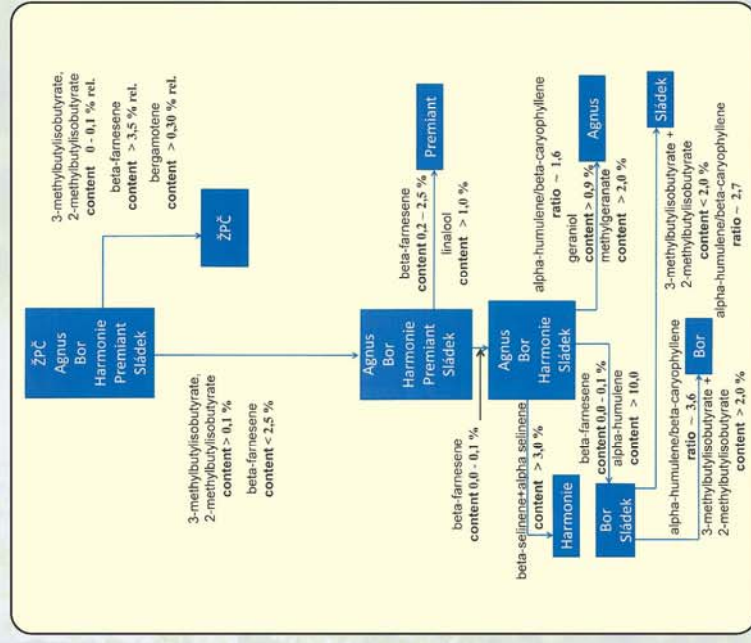 ŽPČ
Agnus
Bor
Harmonie
Premiant
Sládek
3-methylbutylisobutyrate,
2-methylbutylisobutyrate
content 0 - 0,1 % rel.
beta-farnesene
content > 3,5 % rel.
bergamotene
content > 0,30 % rel.
ŽPČ
3-methylbutylisobutyrate,
2-methylbutylisobutyrate
content > 0,1 %
beta-farnesene
content < 2,5 %
Agnus
Bor
Harmonie
Premiant
Sládek
beta-farnesene
content 0,2 – 2,5 %
linalool
content > 1,0 %
Premiant
beta-farnesene
content 0,0 - 0,1 %
Agnus
Bor
Harmonie
Sládek
alpha-humulene/beta-caryophyllene
ratio ~ 1,6
geraniol
content > 0,9 %
methylgeranate
content > 2,0 %
Agnus
beta-selinene+alpha selinene
content > 3,0 %
Harmonie
beta-farnesene
content 0,0 - 0,1 %
alpha-humulene
content > 10,0
Bor
Sládek
alpha-humulene/beta-caryophyllene
ratio ~ 3,6
3-methylbutylisobutyrate +
2-methylbutylisobutyrate
content > 2,0 %
Bor
3-methylbutylisobutyrate +
2-methylbutylisobutyrate
content < 2,0 %
alpha-humulene/beta-caryophyllene
ratio ~ 2,7
Sládek